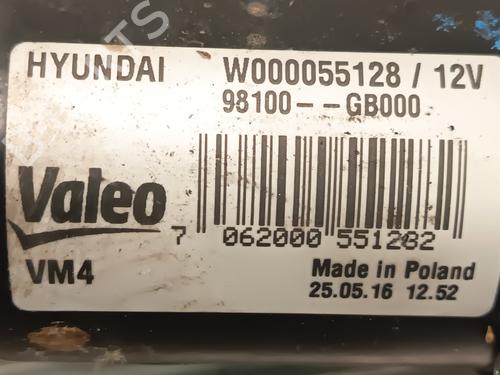 HYUNDAI W000055128 / 12V
98100--GB000
Valeo
7 062000 551282
VM4
Made in Poland
25.05.16 12.52